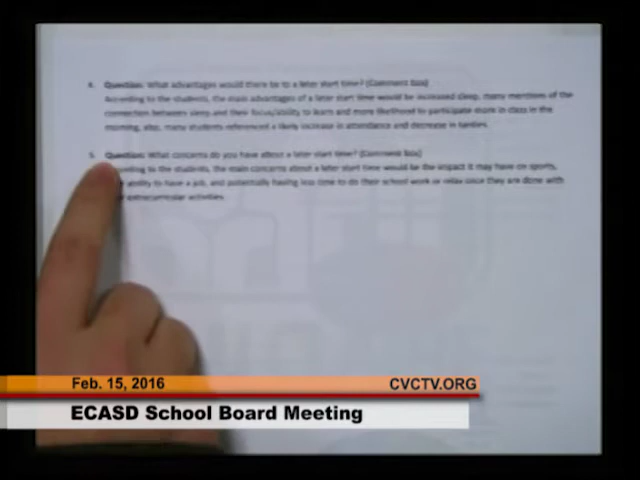 4. Question: What advantages would there be to a later start time? (Comment Box)
According to the students, the main advantages of a later start time would be increased sleep, many mentions of the
connection between sleep and their focus/ability to learn and more likelihood to participate more in class in the
morning, also, many students referenced a likely increase in attendance and decrease in tardies.
5. Question: What concerns do you have about a later start time? (Comment Box)
to the students, the main concerns about a later start time would be the impact it may have on sports,
ability to have a job, and potentially having less time to do their school work or relax once they are done with
extracurricular activities.
Feb. 15, 2016 CVCTV.ORG
ECASD School Board Meeting